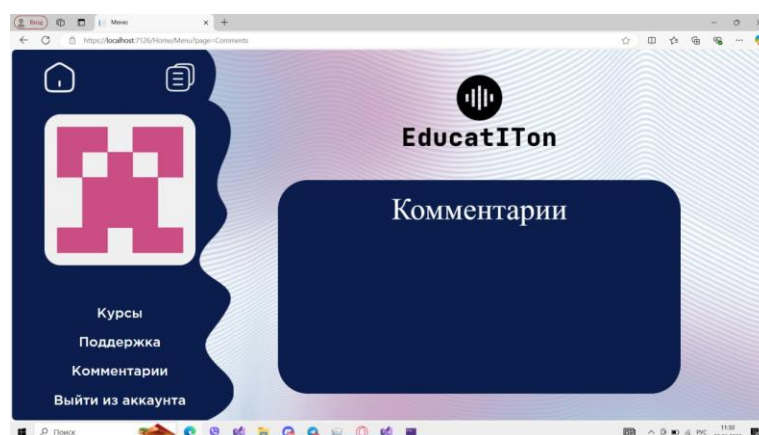 Вход
Меню
https://localhost:7126/Home/Menu?page=Comments
EducatITon
Комментарии
Курсы
Поддержка
Комментарии
Выйти из аккаунта
Поиск
РУС
11:30